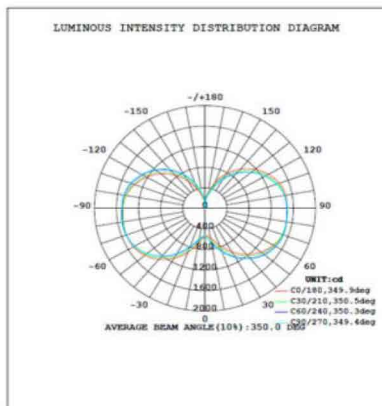 LUMINOUS INTENSITY DISTRIBUTION DIAGRAM
-/+180
-150 150
-120 120
-90 90
-60 60
-30 30
0
0
400
800
1200
1600
2000
UNIT:cd
C0/180,349.9deg
C30/210,350.5deg
C60/240,350.3deg
C90/270,349.4deg
AVERAGE BEAM ANGLE(10%):350.0 DEG